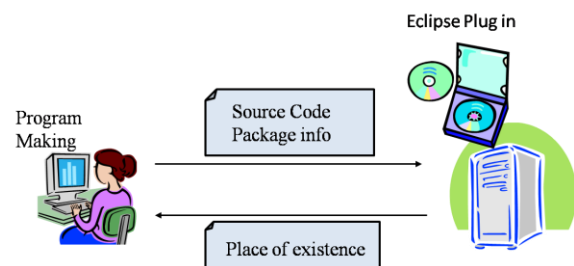 Eclipse Plug in
Program
Making
Source Code
Package info
Place of existence